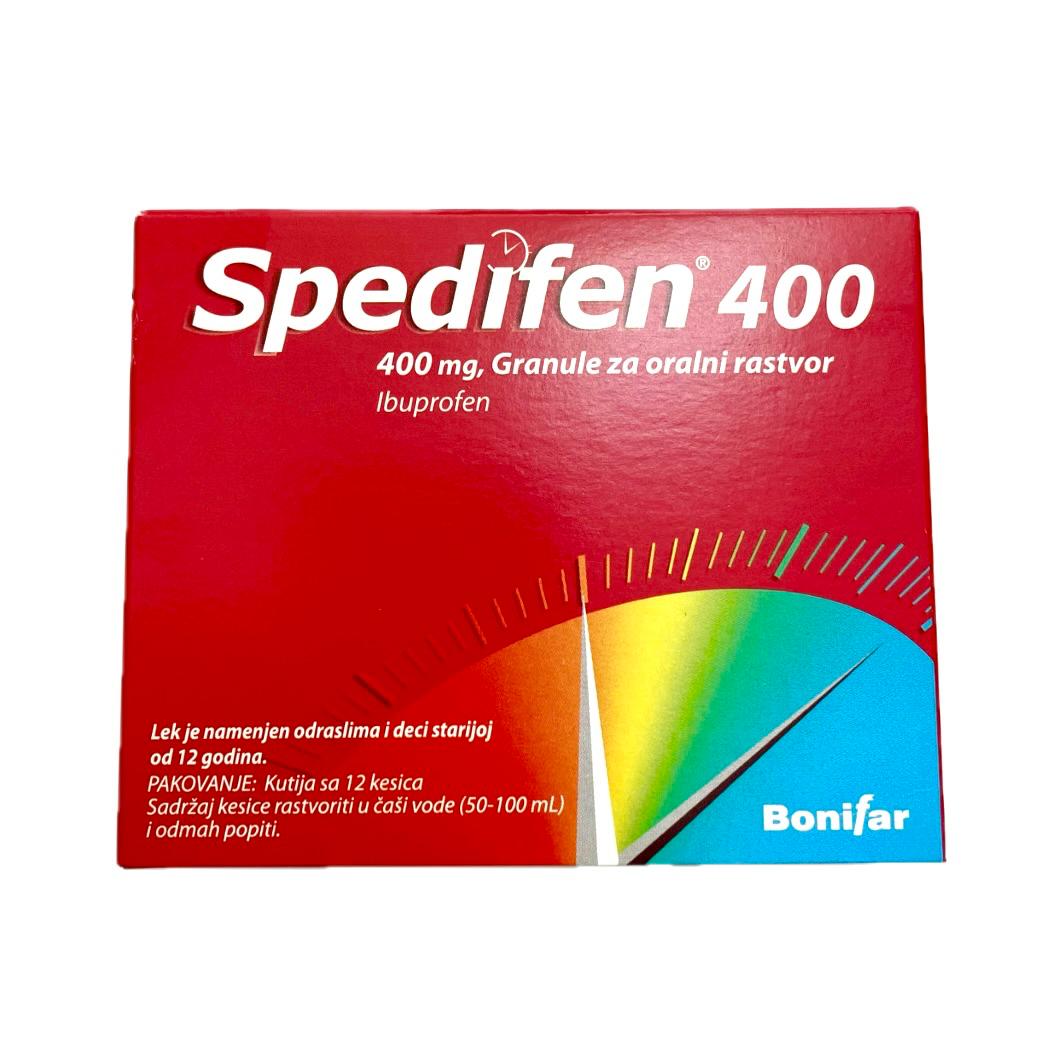 Spedifen® 400
400 mg, Granule za oralni rastvor
Ibuprofen
Lek je namenjen odraslima i deci starijoj
od 12 godina.
PAKOVANJE: Kutija sa 12 kesica
Sadržaj kesice rastvoriti u čaši vode (50-100 mL)
i odmah popiti.
Bonifar